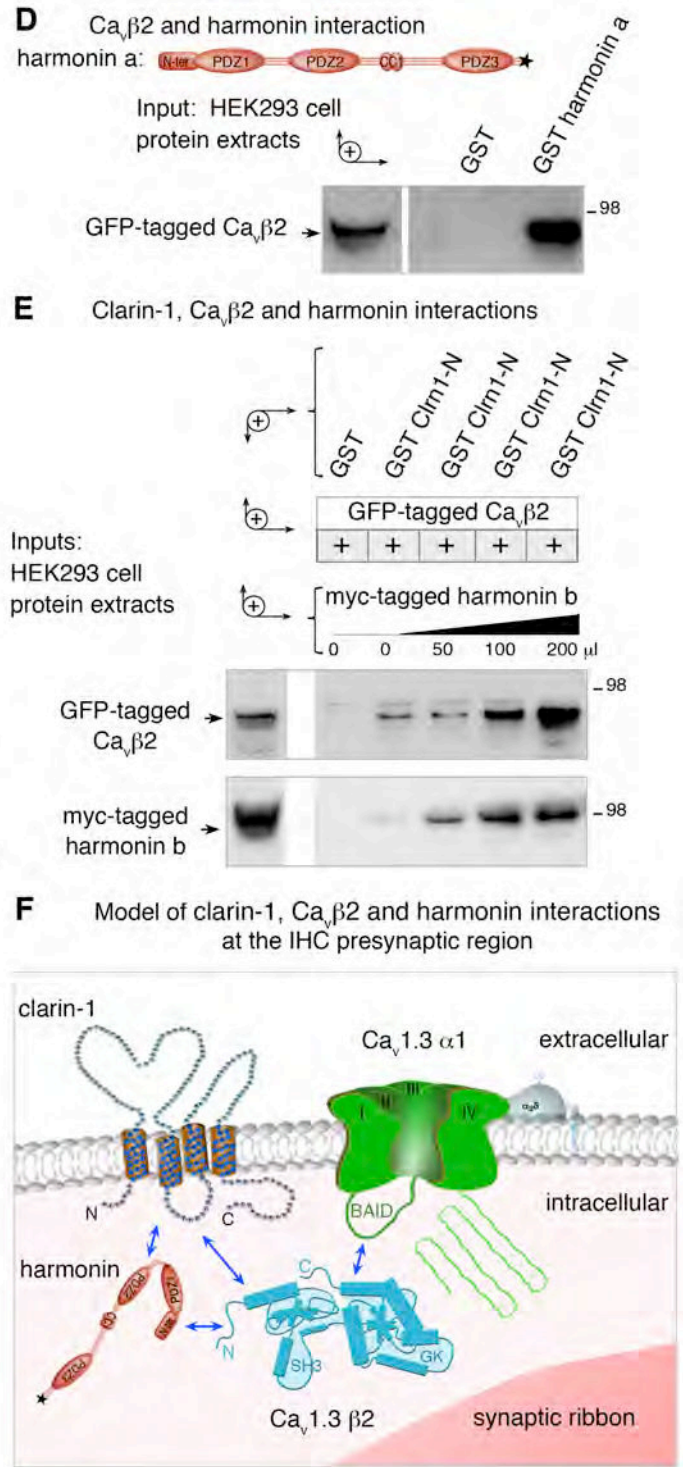 D Caᵥβ2 and harmonin interaction
harmonin a: N-ter PDZ1 PDZ2 CC1 PDZ3
Input: HEK293 cell
protein extracts
+
GST
GST harmonin a
GFP-tagged Caᵥβ2
98
E Clarin-1, Caᵥβ2 and harmonin interactions
+
GST
GST Clrn1-N
GST Clrn1-N
GST Clrn1-N
GST Clrn1-N
+ GFP-tagged Caᵥβ2
+ + + + +
Inputs:
HEK293 cell
protein extracts
+ myc-tagged harmonin b
0 0 50 100 200 µl
98
GFP-tagged
Caᵥβ2
98
myc-tagged
harmonin b
F Model of clarin-1, Caᵥβ2 and harmonin interactions
at the IHC presynaptic region
clarin-1
Caᵥ1.3 α1
extracellular
I II III IV
α₂δ
N C
BAID
intracellular
harmonin
PDZ2 PDZ1
C
N
SH3 GK
Caᵥ1.3 β2
synaptic ribbon